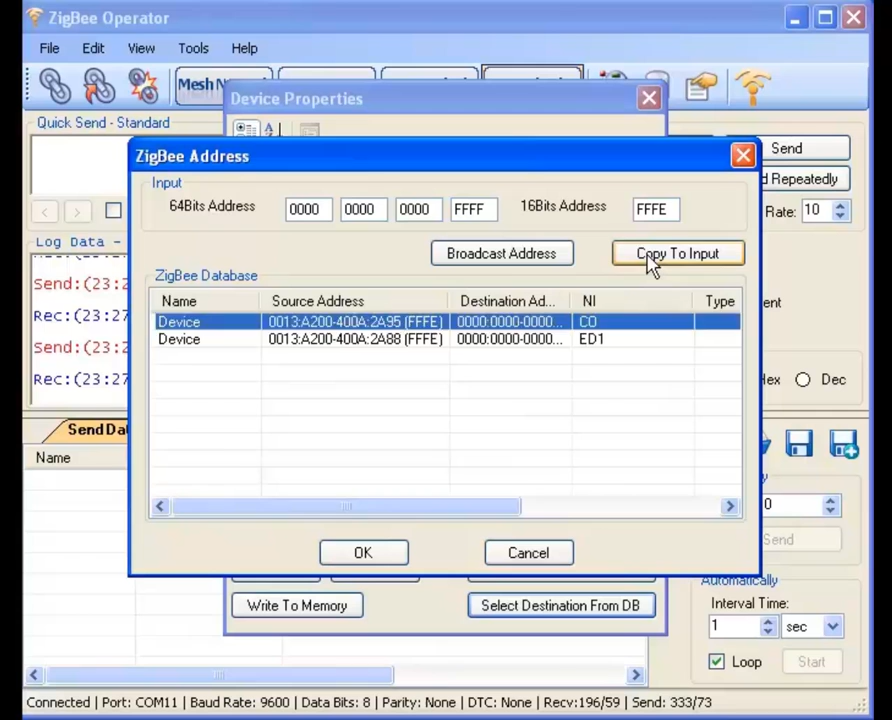 ZigBee Operator
File Edit View Tools Help
Mesh N
Device Properties
Quick Send - Standard
Send
d Repeatedly
Rate: 10
ZigBee Address
Input
64Bits Address 0000 0000 0000 FFFF 16Bits Address FFFE
Broadcast Address Copy To Input
ZigBee Database
Name Source Address Destination Ad... NI Type
Device 0013:A200-400A:2A95 (FFFE) 0000:0000-0000... CO
Device 0013:A200-400A:2A88 (FFFE) 0000:0000-0000... ED1
OK Cancel
Log Data -
Send:(23:2
Rec:(23:27
Send:(23:2
Rec:(23:27
ent
Hex Dec
Send Da
Name
y
0
Send
Automatically
Write To Memory Select Destination From DB
Interval Time:
1 sec
Loop Start
Connected | Port: COM11 | Baud Rate: 9600 | Data Bits: 8 | Parity: None | DTC: None | Recv:196/59 | Send: 333/73